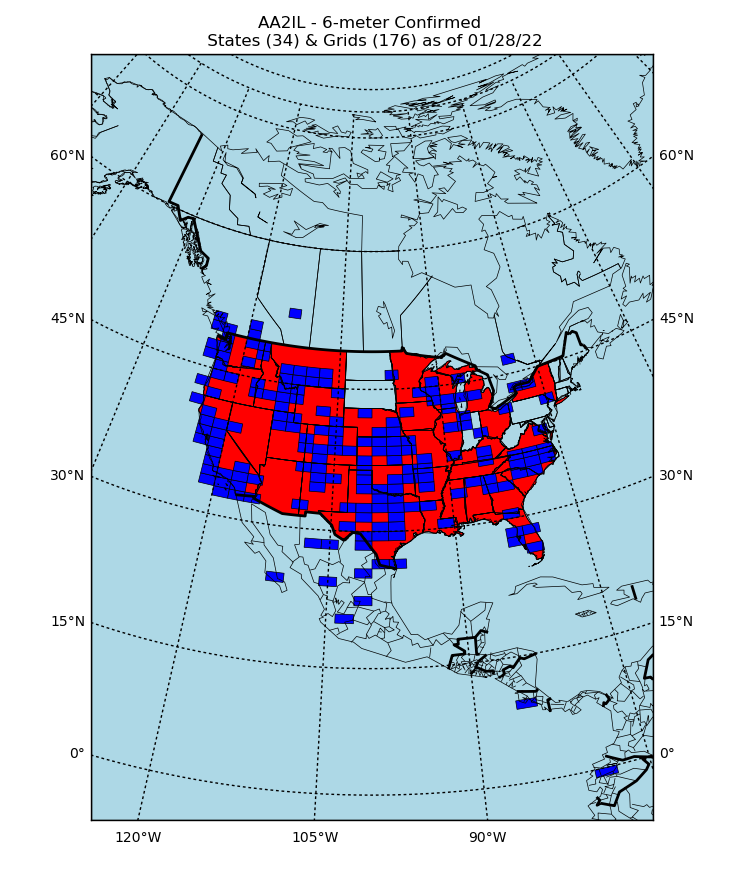 AA2IL - 6-meter Confirmed
States (34) & Grids (176) as of 01/28/22
60°N
60°N
45°N
45°N
30°N
30°N
15°N
15°N
0°
0°
120°W
105°W
90°W